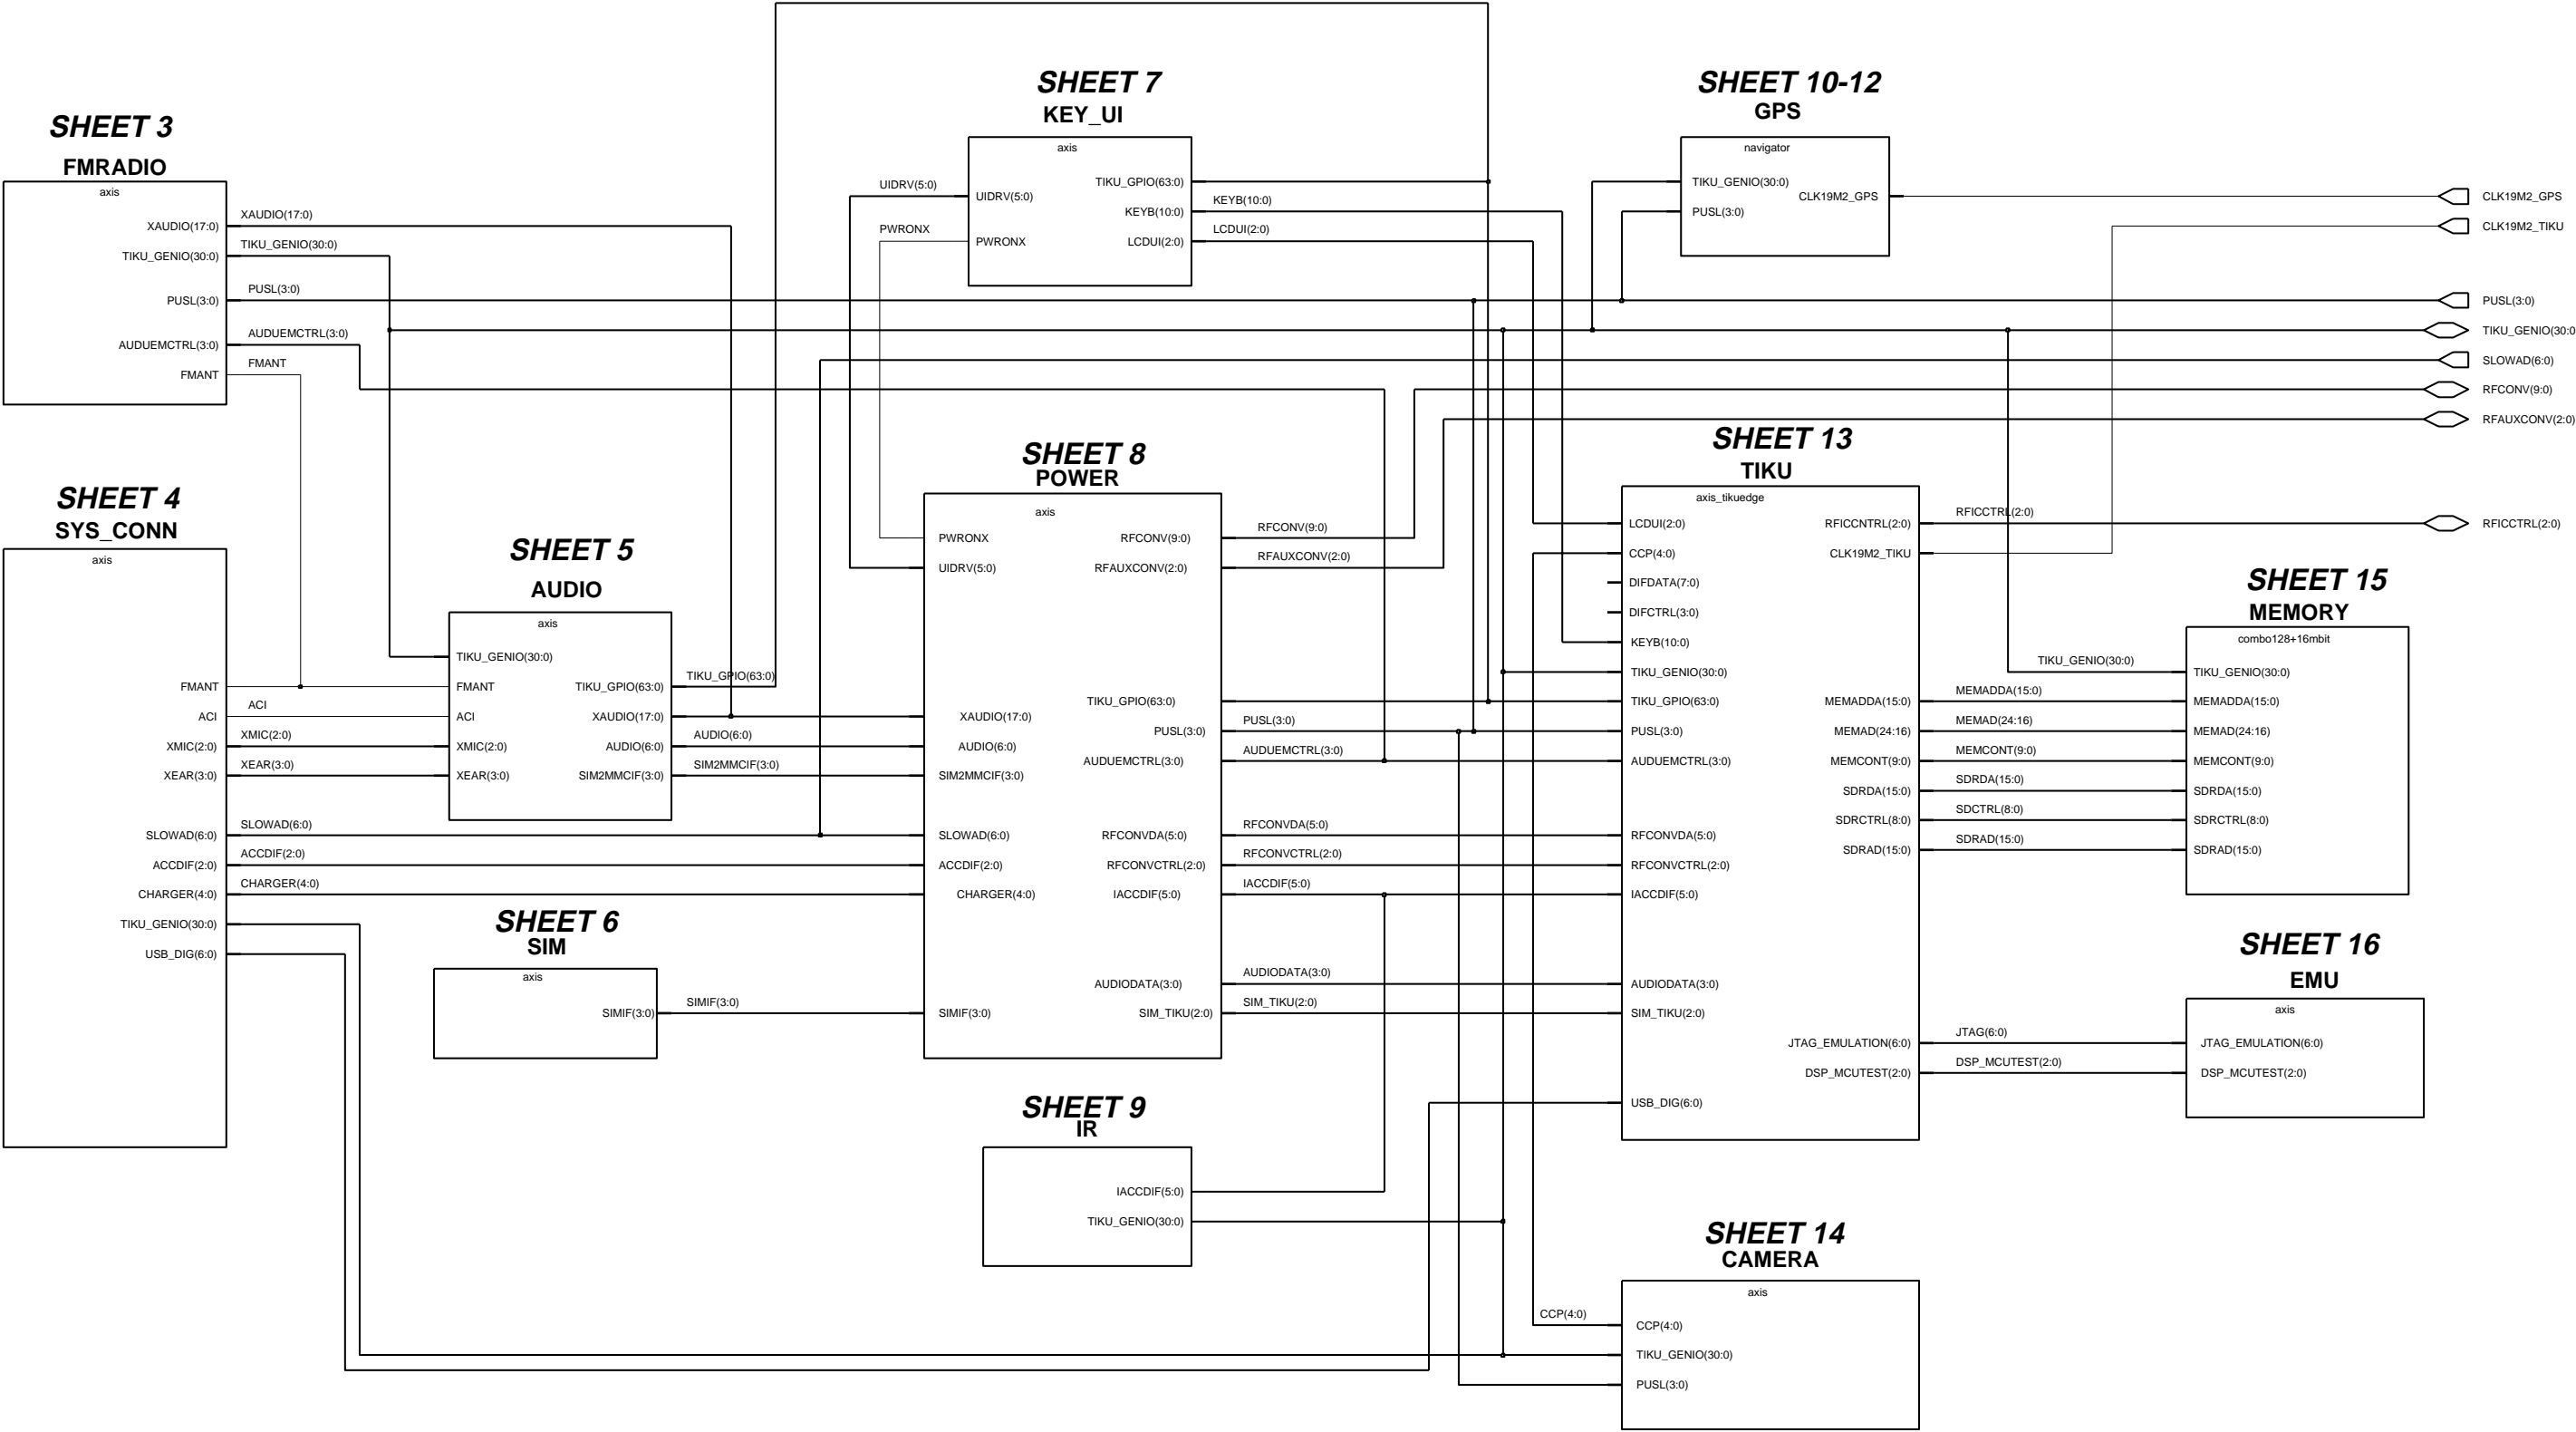 SHEET 3
FMRADIO
axis
XAUDIO(17:0)
TIKU_GENIO(30:0)
PUSL(3:0)
AUDUEMCTRL(3:0)
FMANT
XAUDIO(17:0)
TIKU_GENIO(30:0)
PUSL(3:0)
AUDUEMCTRL(3:0)
FMANT
SHEET 4
SYS_CONN
axis
FMANT
ACI
XMIC(2:0)
XEAR(3:0)
SLOWAD(6:0)
ACCDIF(2:0)
CHARGER(4:0)
TIKU_GENIO(30:0)
USB_DIG(6:0)
ACI
XMIC(2:0)
XEAR(3:0)
SLOWAD(6:0)
ACCDIF(2:0)
CHARGER(4:0)
SHEET 5
AUDIO
axis
TIKU_GENIO(30:0)
FMANT
ACI
XMIC(2:0)
XEAR(3:0)
TIKU_GPIO(63:0)
XAUDIO(17:0)
AUDIO(6:0)
SIM2MMCIF(3:0)
TIKU_GPIO(63:0)
AUDIO(6:0)
SIM2MMCIF(3:0)
SHEET 6
SIM
axis
SIMIF(3:0)
SIMIF(3:0)
SHEET 7
KEY_UI
axis
UIDRV(5:0)
PWRONX
UIDRV(5:0)
PWRONX
TIKU_GPIO(63:0)
KEYB(10:0)
LCDUI(2:0)
KEYB(10:0)
LCDUI(2:0)
SHEET 8
POWER
axis
PWRONX
UIDRV(5:0)
XAUDIO(17:0)
AUDIO(6:0)
SIM2MMCIF(3:0)
SLOWAD(6:0)
ACCDIF(2:0)
CHARGER(4:0)
SIMIF(3:0)
RFCONV(9:0)
RFAUXCONV(2:0)
TIKU_GPIO(63:0)
PUSL(3:0)
AUDUEMCTRL(3:0)
RFCONVDA(5:0)
RFCONVCTRL(2:0)
IACCDIF(5:0)
AUDIODATA(3:0)
SIM_TIKU(2:0)
RFCONV(9:0)
RFAUXCONV(2:0)
PUSL(3:0)
AUDUEMCTRL(3:0)
RFCONVDA(5:0)
RFCONVCTRL(2:0)
IACCDIF(5:0)
AUDIODATA(3:0)
SIM_TIKU(2:0)
SHEET 9
IR
IACCDIF(5:0)
TIKU_GENIO(30:0)
SHEET 10-12
GPS
navigator
TIKU_GENIO(30:0)
PUSL(3:0)
CLK19M2_GPS
CLK19M2_GPS
CLK19M2_TIKU
PUSL(3:0)
TIKU_GENIO(30:0
SLOWAD(6:0)
RFCONV(9:0)
RFAUXCONV(2:0)
RFICCTRL(2:0)
SHEET 13
TIKU
axis_tikuedge
LCDUI(2:0)
CCP(4:0)
DIFDATA(7:0)
DIFCTRL(3:0)
KEYB(10:0)
TIKU_GENIO(30:0)
TIKU_GPIO(63:0)
PUSL(3:0)
AUDUEMCTRL(3:0)
RFCONVDA(5:0)
RFCONVCTRL(2:0)
IACCDIF(5:0)
AUDIODATA(3:0)
SIM_TIKU(2:0)
USB_DIG(6:0)
RFICCNTRL(2:0)
CLK19M2_TIKU
MEMADDA(15:0)
MEMAD(24:16)
MEMCONT(9:0)
SDRDA(15:0)
SDRCTRL(8:0)
SDRAD(15:0)
JTAG_EMULATION(6:0)
DSP_MCUTEST(2:0)
RFICCTRL(2:0)
TIKU_GENIO(30:0)
MEMADDA(15:0)
MEMAD(24:16)
MEMCONT(9:0)
SDRDA(15:0)
SDCTRL(8:0)
SDRAD(15:0)
JTAG(6:0)
DSP_MCUTEST(2:0)
SHEET 14
CAMERA
axis
CCP(4:0)
CCP(4:0)
TIKU_GENIO(30:0)
PUSL(3:0)
SHEET 15
MEMORY
combo128+16mbit
TIKU_GENIO(30:0)
MEMADDA(15:0)
MEMAD(24:16)
MEMCONT(9:0)
SDRDA(15:0)
SDRCTRL(8:0)
SDRAD(15:0)
SHEET 16
EMU
axis
JTAG_EMULATION(6:0)
DSP_MCUTEST(2:0)